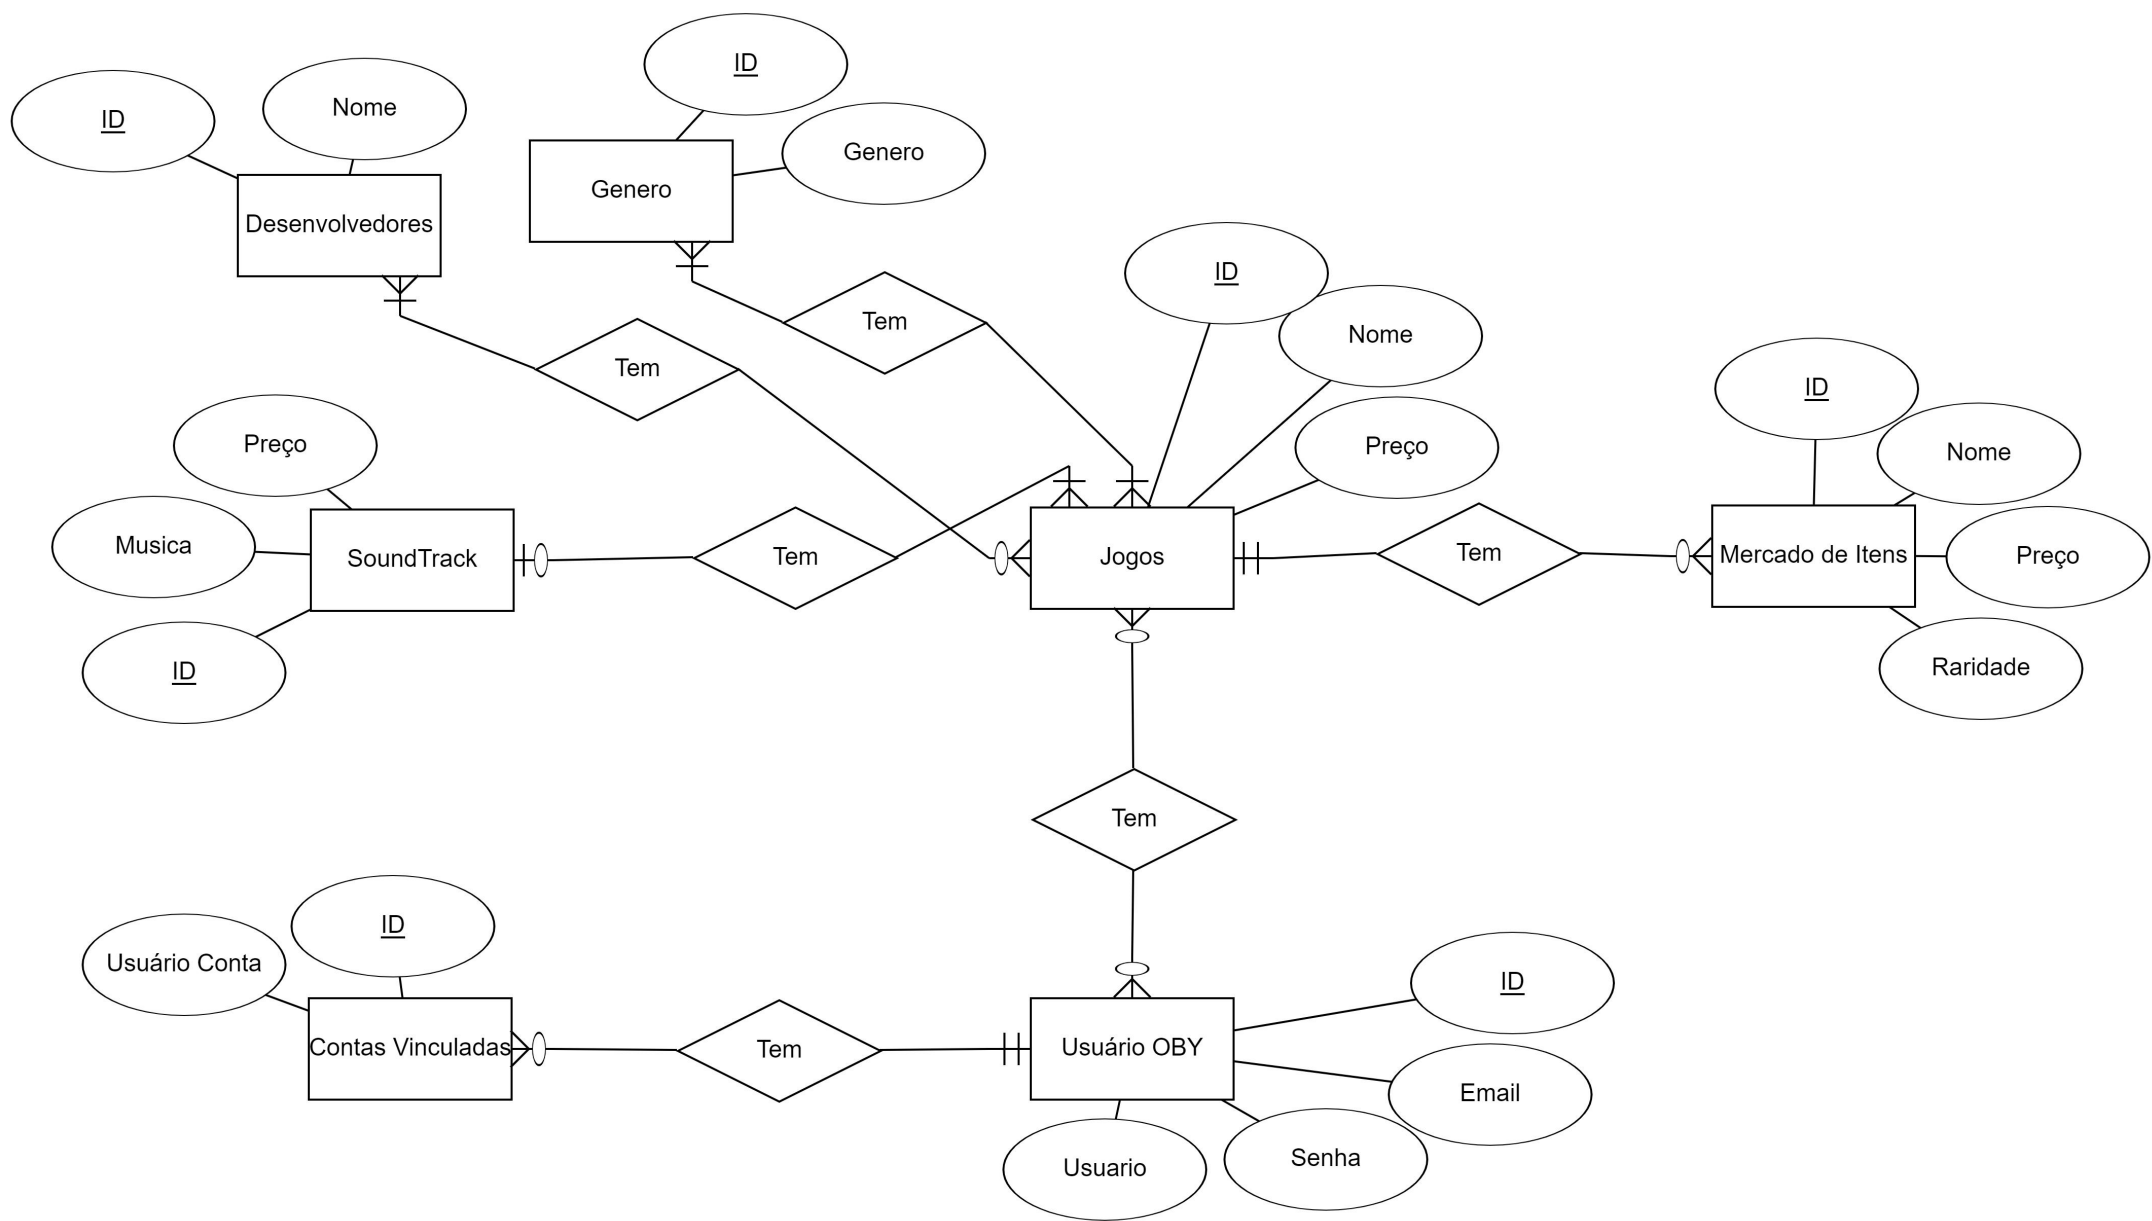 ID
Nome
ID
Genero
Desenvolvedores
Genero
Tem
Tem
ID
Nome
Preço
Preço
Musica
ID
SoundTrack
Tem
Jogos
Tem
ID
Nome
Preço
Raridade
Mercado de Itens
Tem
Usuário Conta
ID
Contas Vinculadas
Tem
Usuário OBY
ID
Email
Senha
Usuario